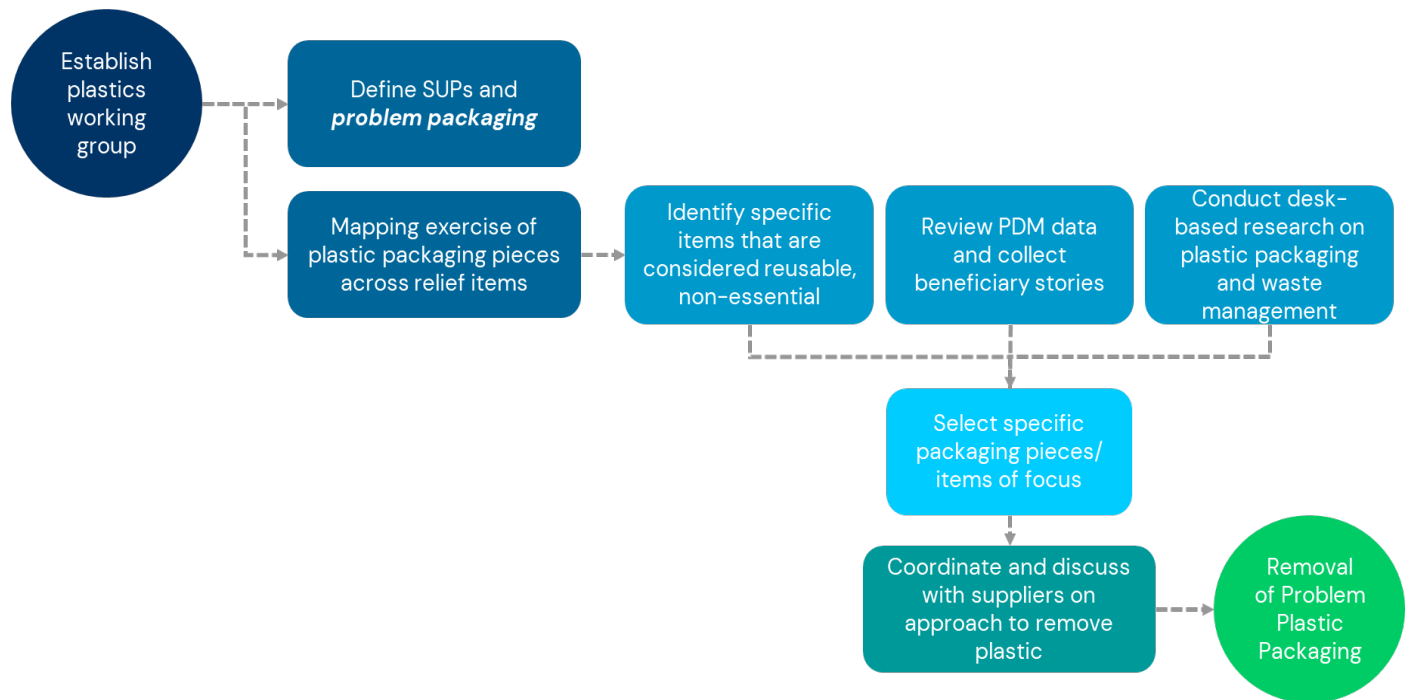 Establish
plastics
working
group
Define SUPs and
problem packaging
Mapping exercise of
plastic packaging pieces
across relief items
Identify specific
items that are
considered reusable,
non-essential
Review PDM data
and collect
beneficiary stories
Conduct desk-
based research on
plastic packaging
and waste
management
Select specific
packaging pieces/
items of focus
Coordinate and discuss
with suppliers on
approach to remove
plastic
Removal
of Problem
Plastic
Packaging